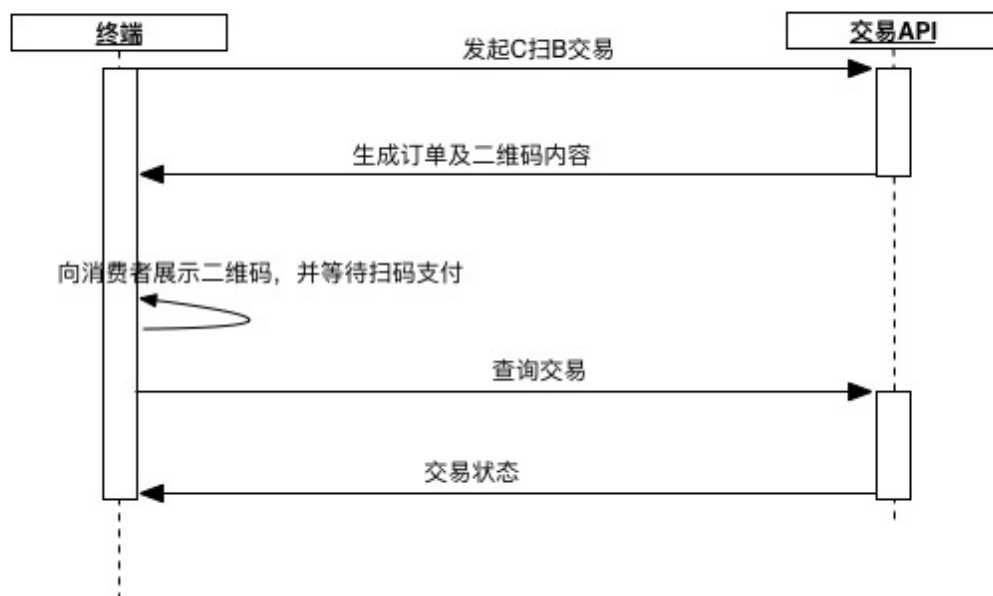 终端
交易API
发起C扫B交易
生成订单及二维码内容
向消费者展示二维码，并等待扫码支付
查询交易
交易状态